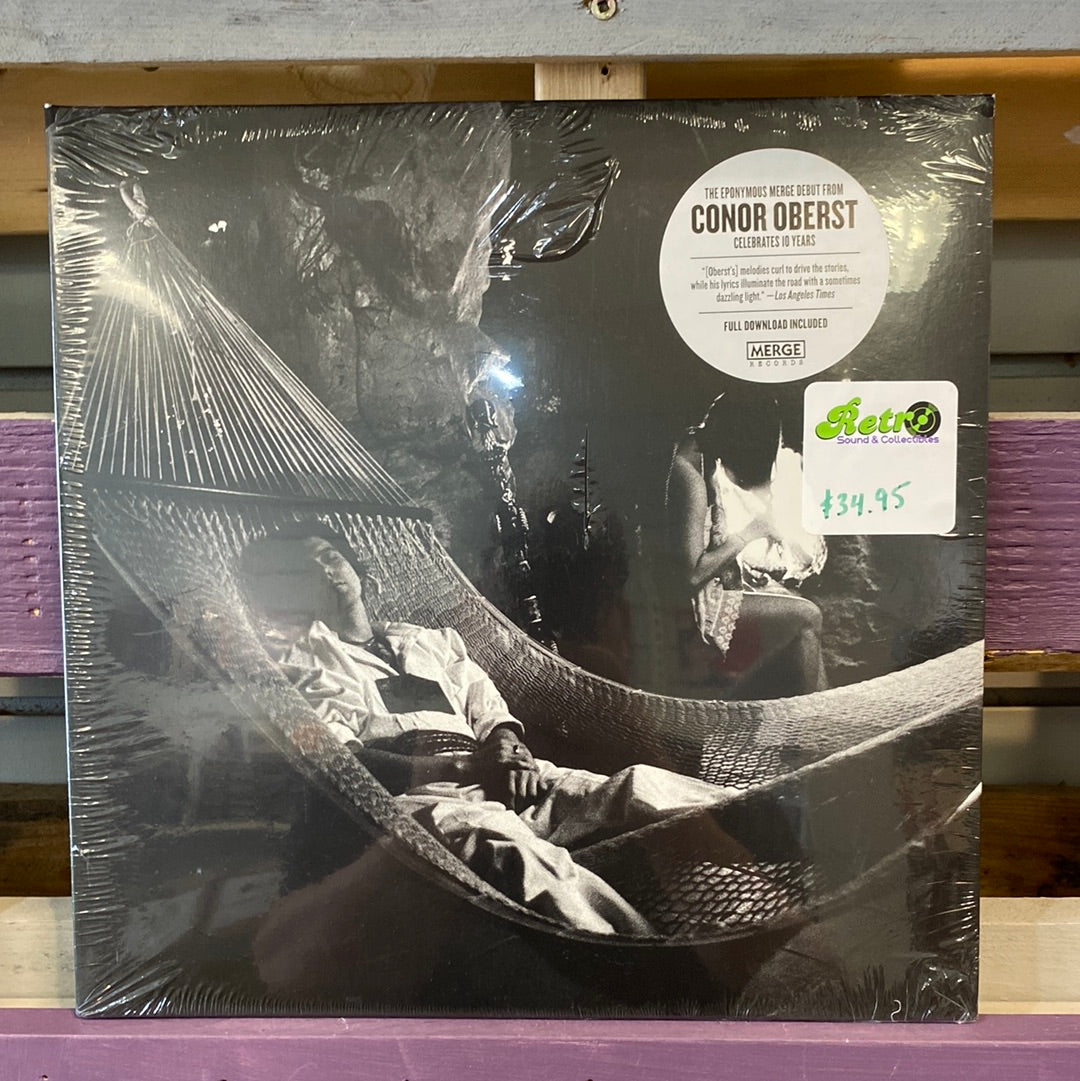 THE EPONYMOUS MERGE DEBUT FROM
CONOR OBERST
CELEBRATES 10 YEARS
"[Oberst's] melodies curl to drive the stories,
while his lyrics illuminate the road with a sometimes
dazzling light." —Los Angeles Times
FULL DOWNLOAD INCLUDED
MERGE
RECORDS
Retro
Sound & Collectibles
$34.95